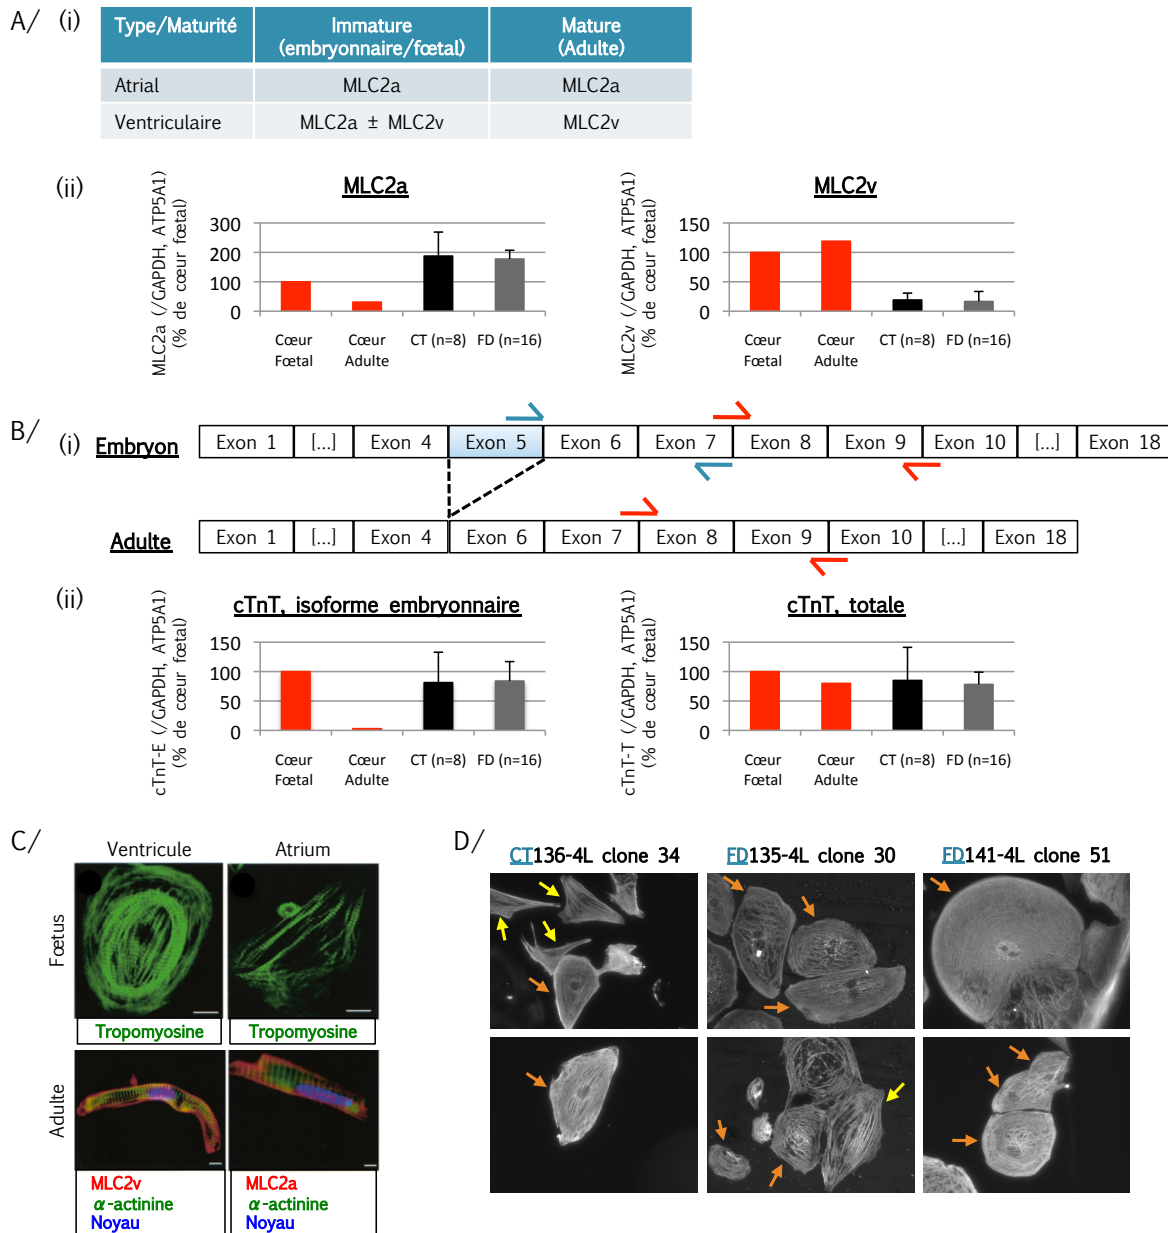 A/ (i)
Type/Maturité
Immature
(embryonnaire/fœtal)
Mature
(Adulte)
Atrial
MLC2a
MLC2a
Ventriculaire
MLC2a ± MLC2v
MLC2v
(ii)
MLC2a
MLC2a (/GAPDH, ATP5A1)
(% de cœur fœtal)
300
200
100
0
Cœur
Fœtal
Cœur
Adulte
CT (n=8)
FD (n=16)
MLC2v
MLC2v (/GAPDH, ATP5A1)
(% de cœur fœtal)
150
100
50
0
Cœur
Fœtal
Cœur
Adulte
CT (n=8)
FD (n=16)
B/
(i) Embryon
Exon 1 [...] Exon 4 Exon 5 Exon 6 Exon 7 Exon 8 Exon 9 Exon 10 [...] Exon 18
Adulte
Exon 1 [...] Exon 4 Exon 6 Exon 7 Exon 8 Exon 9 Exon 10 [...] Exon 18
(ii)
cTnT, isoforme embryonnaire
cTnT-E (/GAPDH, ATP5A1)
(% de cœur fœtal)
150
100
50
0
Cœur
Fœtal
Cœur
Adulte
CT (n=8)
FD (n=16)
cTnT, totale
cTnT-T (/GAPDH, ATP5A1)
(% de cœur fœtal)
150
100
50
0
Cœur
Fœtal
Cœur
Adulte
CT (n=8)
FD (n=16)
C/
Ventricule
Atrium
Fœtus
Tropomyosine
Tropomyosine
Adulte
MLC2v
α-actinine
Noyau
MLC2a
α-actinine
Noyau
D/
CT136-4L clone 34
FD135-4L clone 30
FD141-4L clone 51